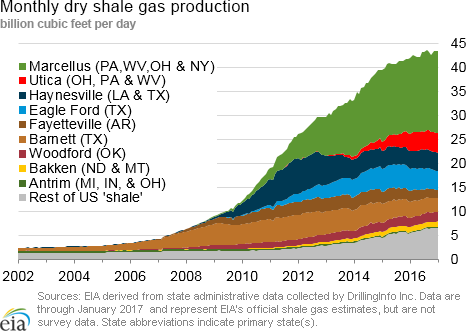 Monthly dry shale gas production
billion cubic feet per day
Marcellus (PA,WV,OH & NY)
Utica (OH, PA & WV)
Haynesville (LA & TX)
Eagle Ford (TX)
Fayetteville (AR)
Barnett (TX)
Woodford (OK)
Bakken (ND & MT)
Antrim (MI, IN, & OH)
Rest of US 'shale'
50
45
40
35
30
25
20
15
10
5
0
2002 2004 2006 2008 2010 2012 2014 2016
Sources: EIA derived from state administrative data collected by DrillingInfo Inc. Data are
through January 2017 and represent EIA's official shale gas estimates, but are not
survey data. State abbreviations indicate primary state(s).
eia